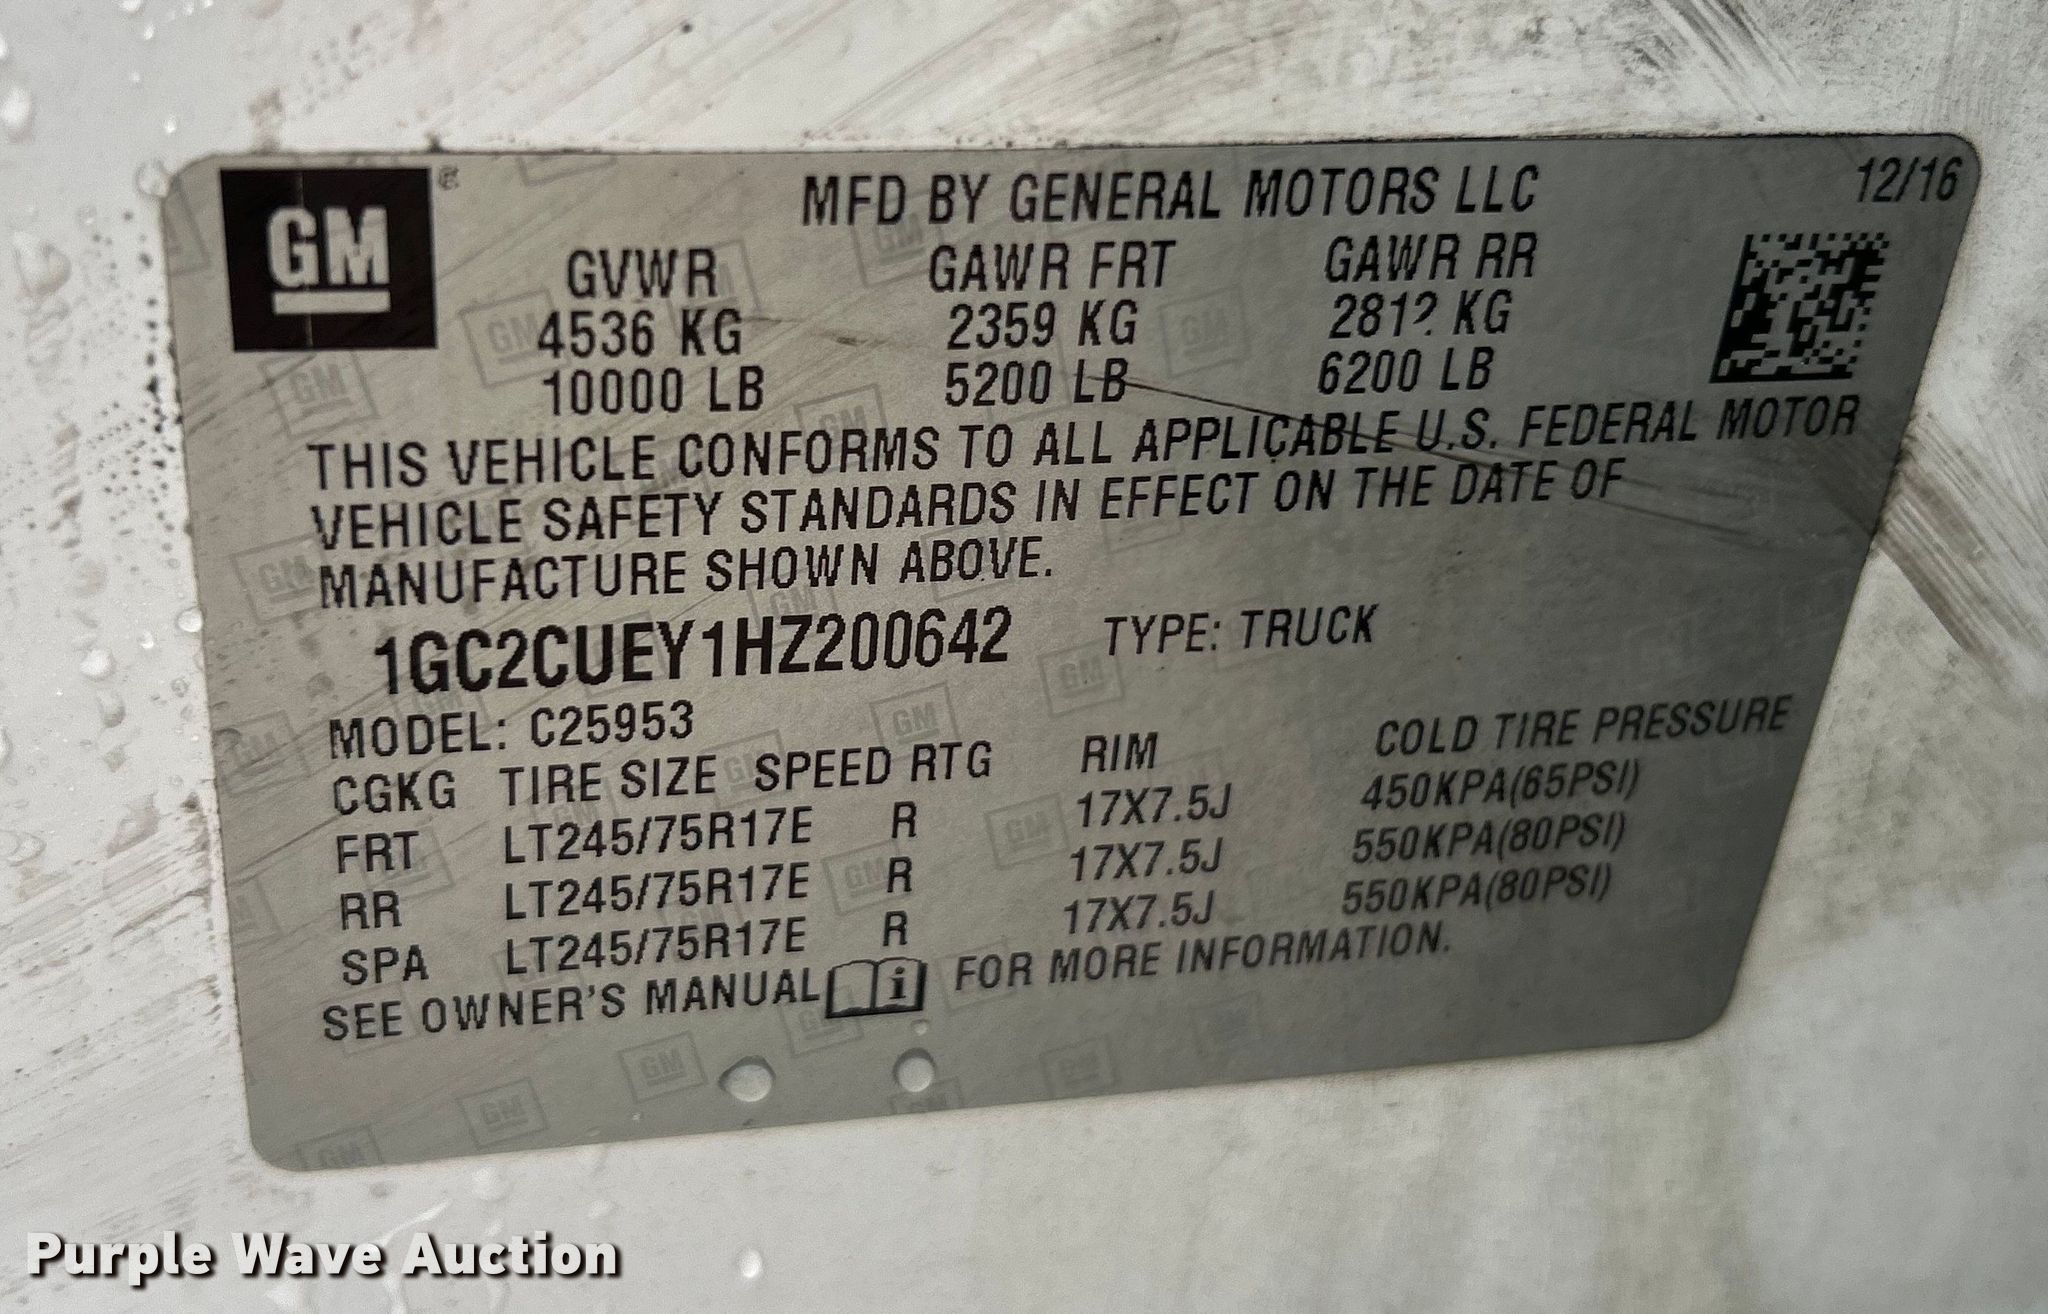 GM
MFD BY GENERAL MOTORS LLC
12/16
GVWR GAWR FRT GAWR RR
4536 KG 2359 KG 281? KG
10000 LB 5200 LB 6200 LB
THIS VEHICLE CONFORMS TO ALL APPLICABLE U.S. FEDERAL MOTOR
VEHICLE SAFETY STANDARDS IN EFFECT ON THE DATE OF
MANUFACTURE SHOWN ABOVE.
1GC2CUEY1HZ200642 TYPE: TRUCK
MODEL: C25953
CGKG TIRE SIZE SPEED RTG RIM COLD TIRE PRESSURE
FRT LT245/75R17E R 17X7.5J 450KPA(65PSI)
RR LT245/75R17E R 17X7.5J 550KPA(80PSI)
SPA LT245/75R17E R 17X7.5J 550KPA(80PSI)
SEE OWNER'S MANUAL i FOR MORE INFORMATION.
Purple Wave Auction